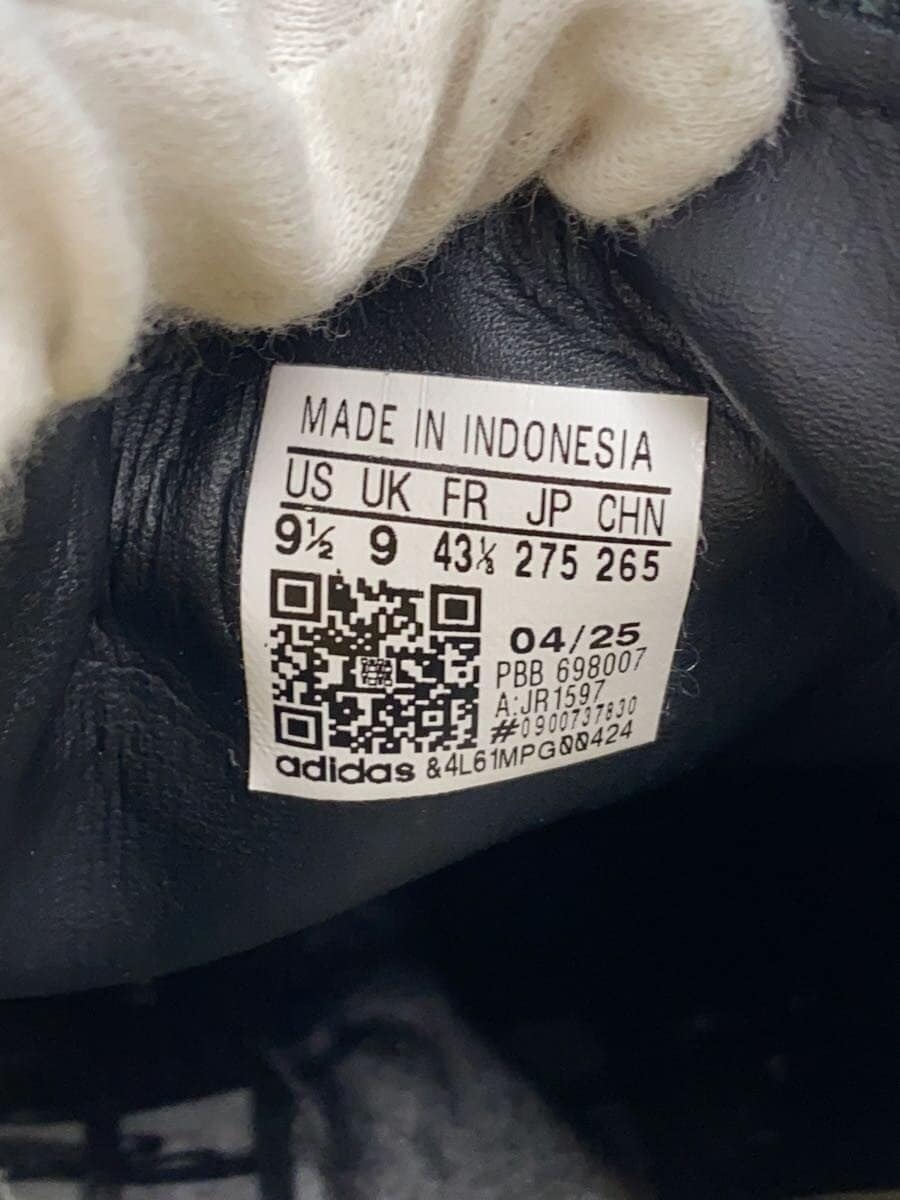 MADE IN INDONESIA
US UK FR JP CHN
9½ 9 43⅓ 275 265
04/25
PBB 698007
A:JR1597
#0900737830
adidas &4L61MPG00424